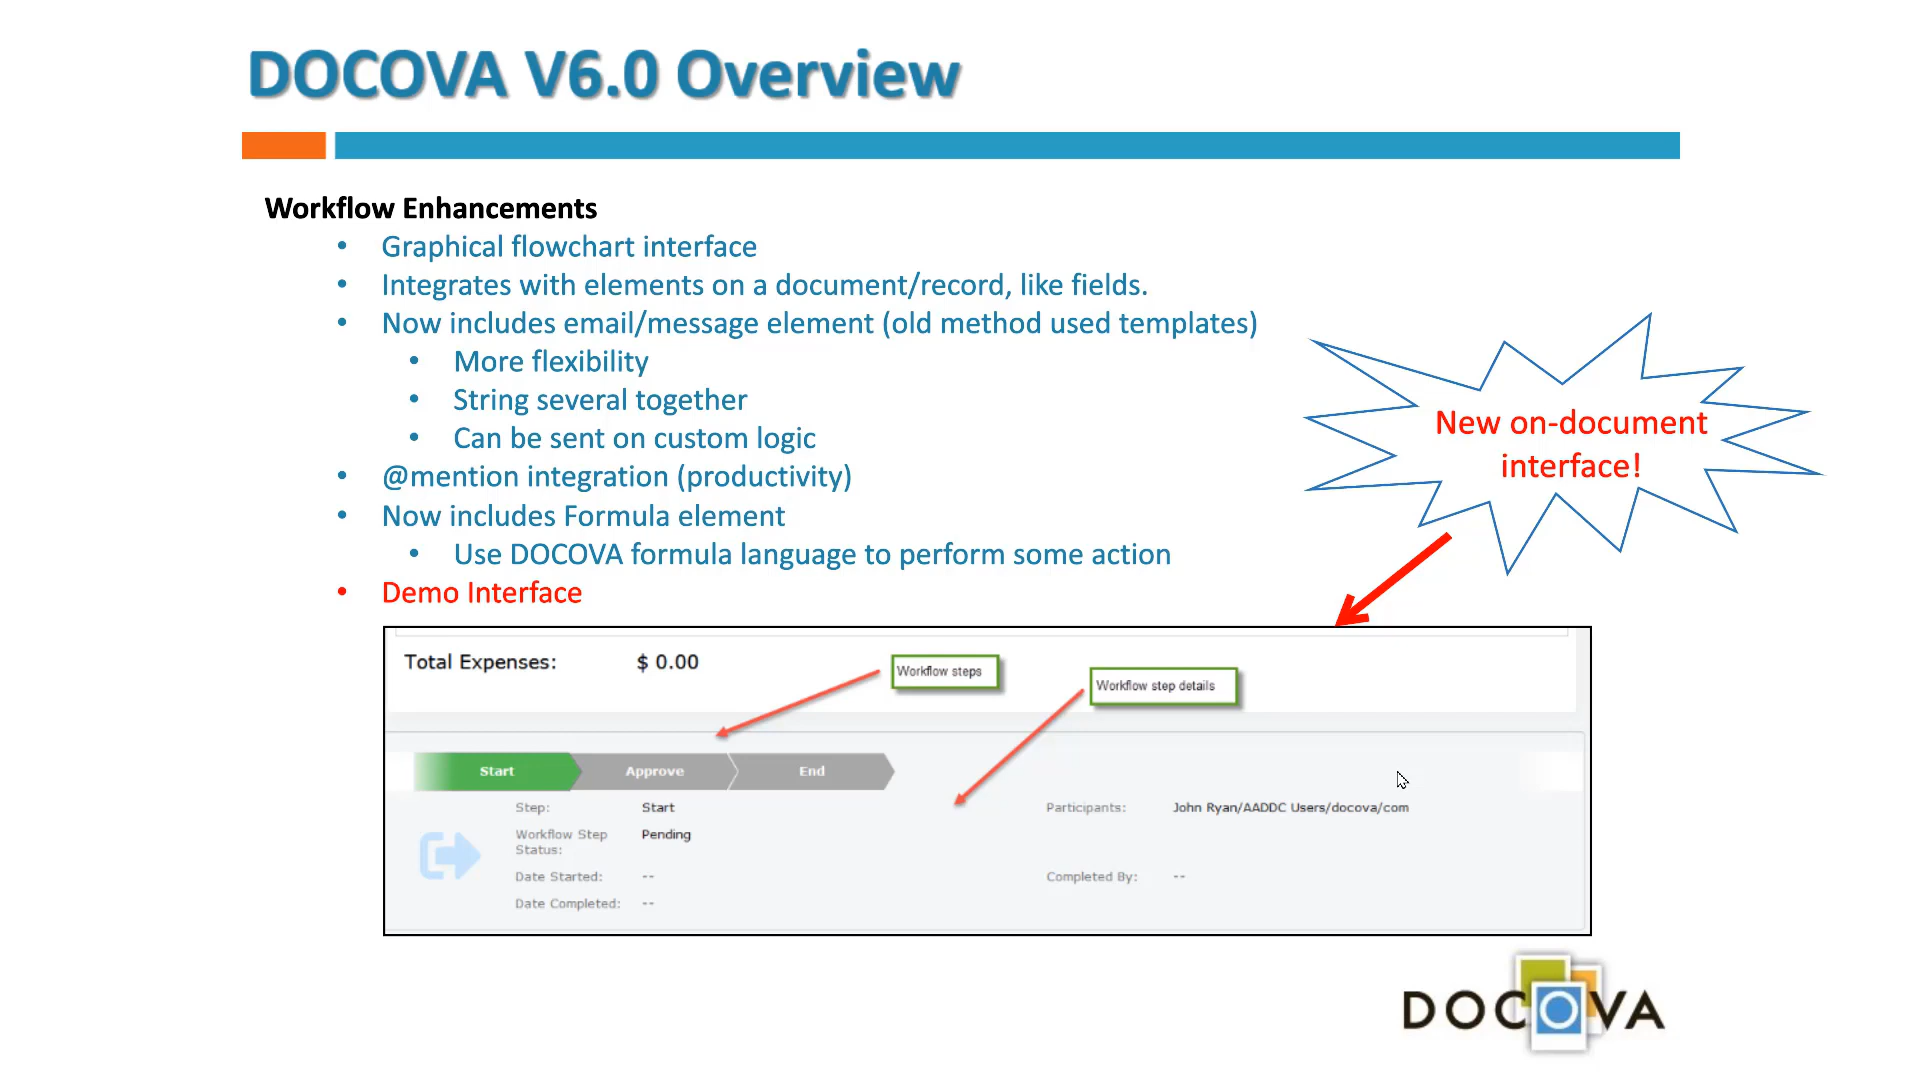 DOCOVA V6.0 Overview
Workflow Enhancements
• Graphical flowchart interface
• Integrates with elements on a document/record, like fields.
• Now includes email/message element (old method used templates)
• More flexibility
• String several together
• Can be sent on custom logic
• @mention integration (productivity)
• Now includes Formula element
• Use DOCOVA formula language to perform some action
• Demo Interface
New on-document
interface!
Total Expenses: $ 0.00
Workflow steps
Workflow step details
Start Approve End
Step: Start Participants: John Ryan/AADDC Users/docova/com
Workflow Step Pending
Status:
Date Started: -- Completed By: --
Date Completed: --
DOCOVA